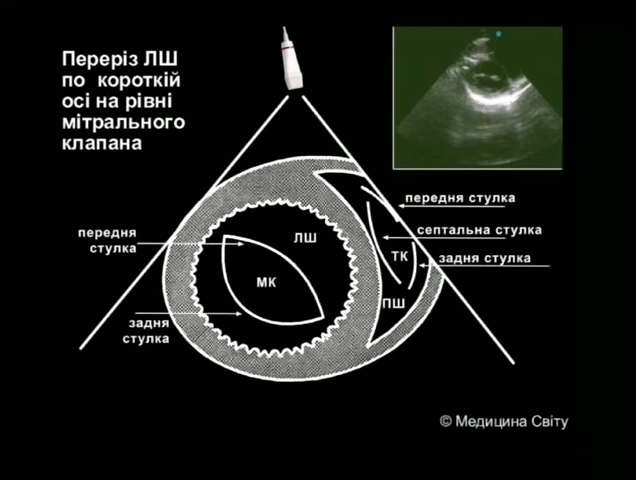 Переріз ЛШ
по короткій
осі на рівні
мітрального
клапана
передня стулка
септальна стулка
передня
стулка
ЛШ
ТК
задня стулка
МК
ПШ
задня
стулка
© Медицина Світу